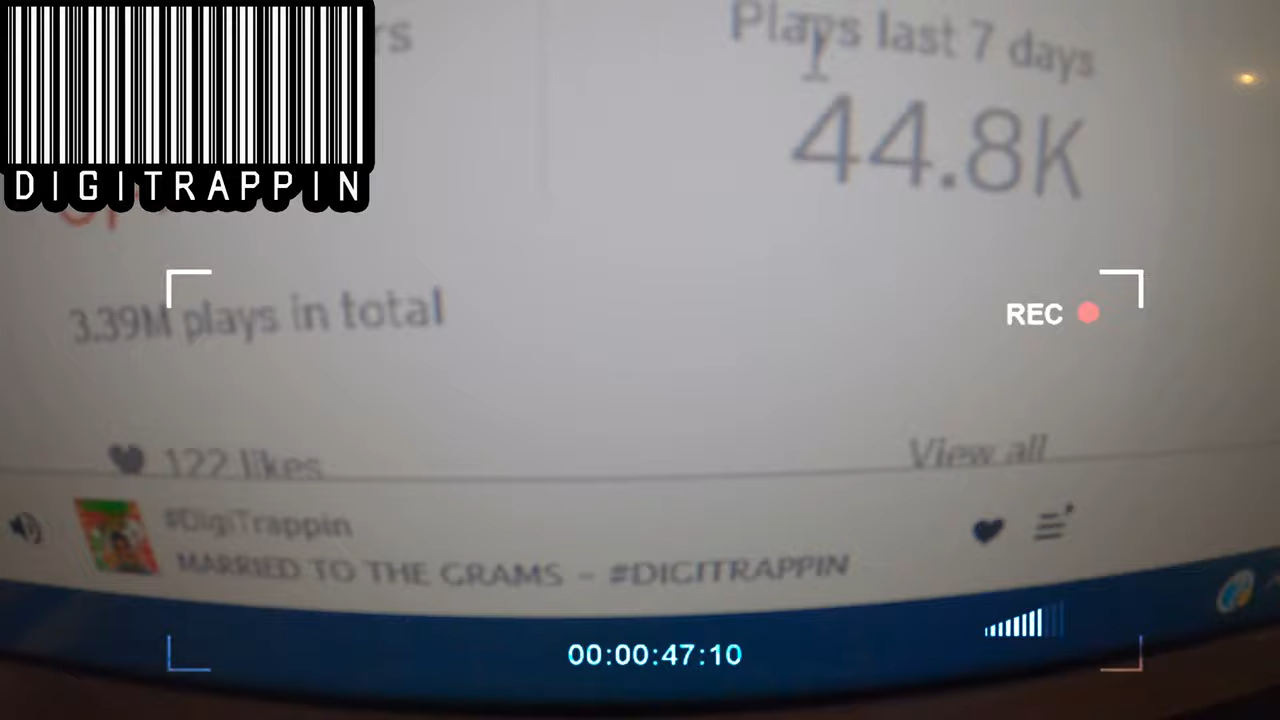 Plays last 7 days
44.8K
DIGITRAPPIN
3.39M plays in total
REC
122 likes
View all
#DigiTrappin
MARRIED TO THE GRAMS – #DIGITRAPPIN
00:00:47:10